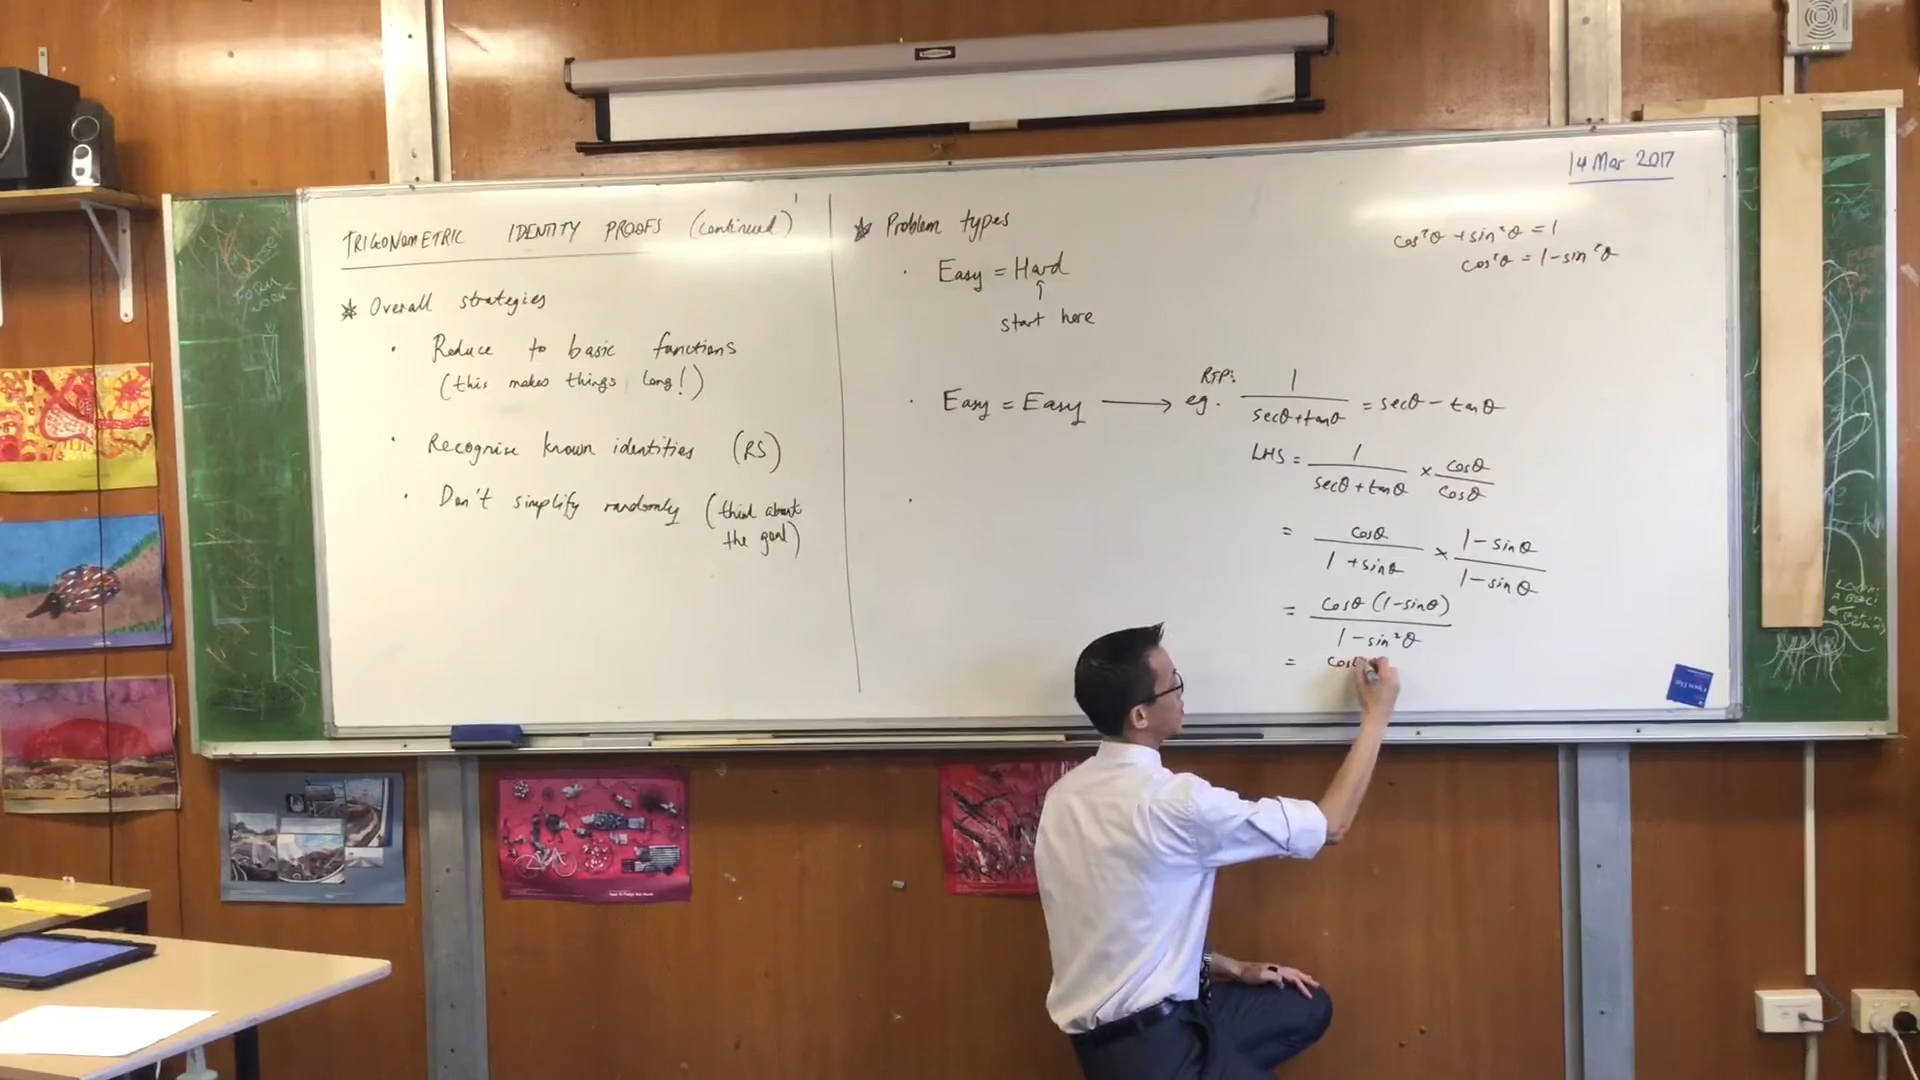 14 Mar 2017
TRIGONOMETRIC IDENTITY PROOFS (continued)
Overall strategies
• Reduce to basic functions
(this makes things long!)
• Recognise known identities (RS)
• Don't simplify randomly (think about
the goal)
Problem types
• Easy = Hard
↑
start here
• Easy = Easy → RTP:
eg. 1/(secθ+tanθ) = secθ - tanθ
LHS = 1/(secθ+tanθ) × cosθ/cosθ
= cosθ/(1+sinθ) × (1-sinθ)/(1-sinθ)
= cosθ(1-sinθ)/(1-sin²θ)
= cos
•
cos²θ + sin²θ = 1
cos²θ = 1 - sin²θ